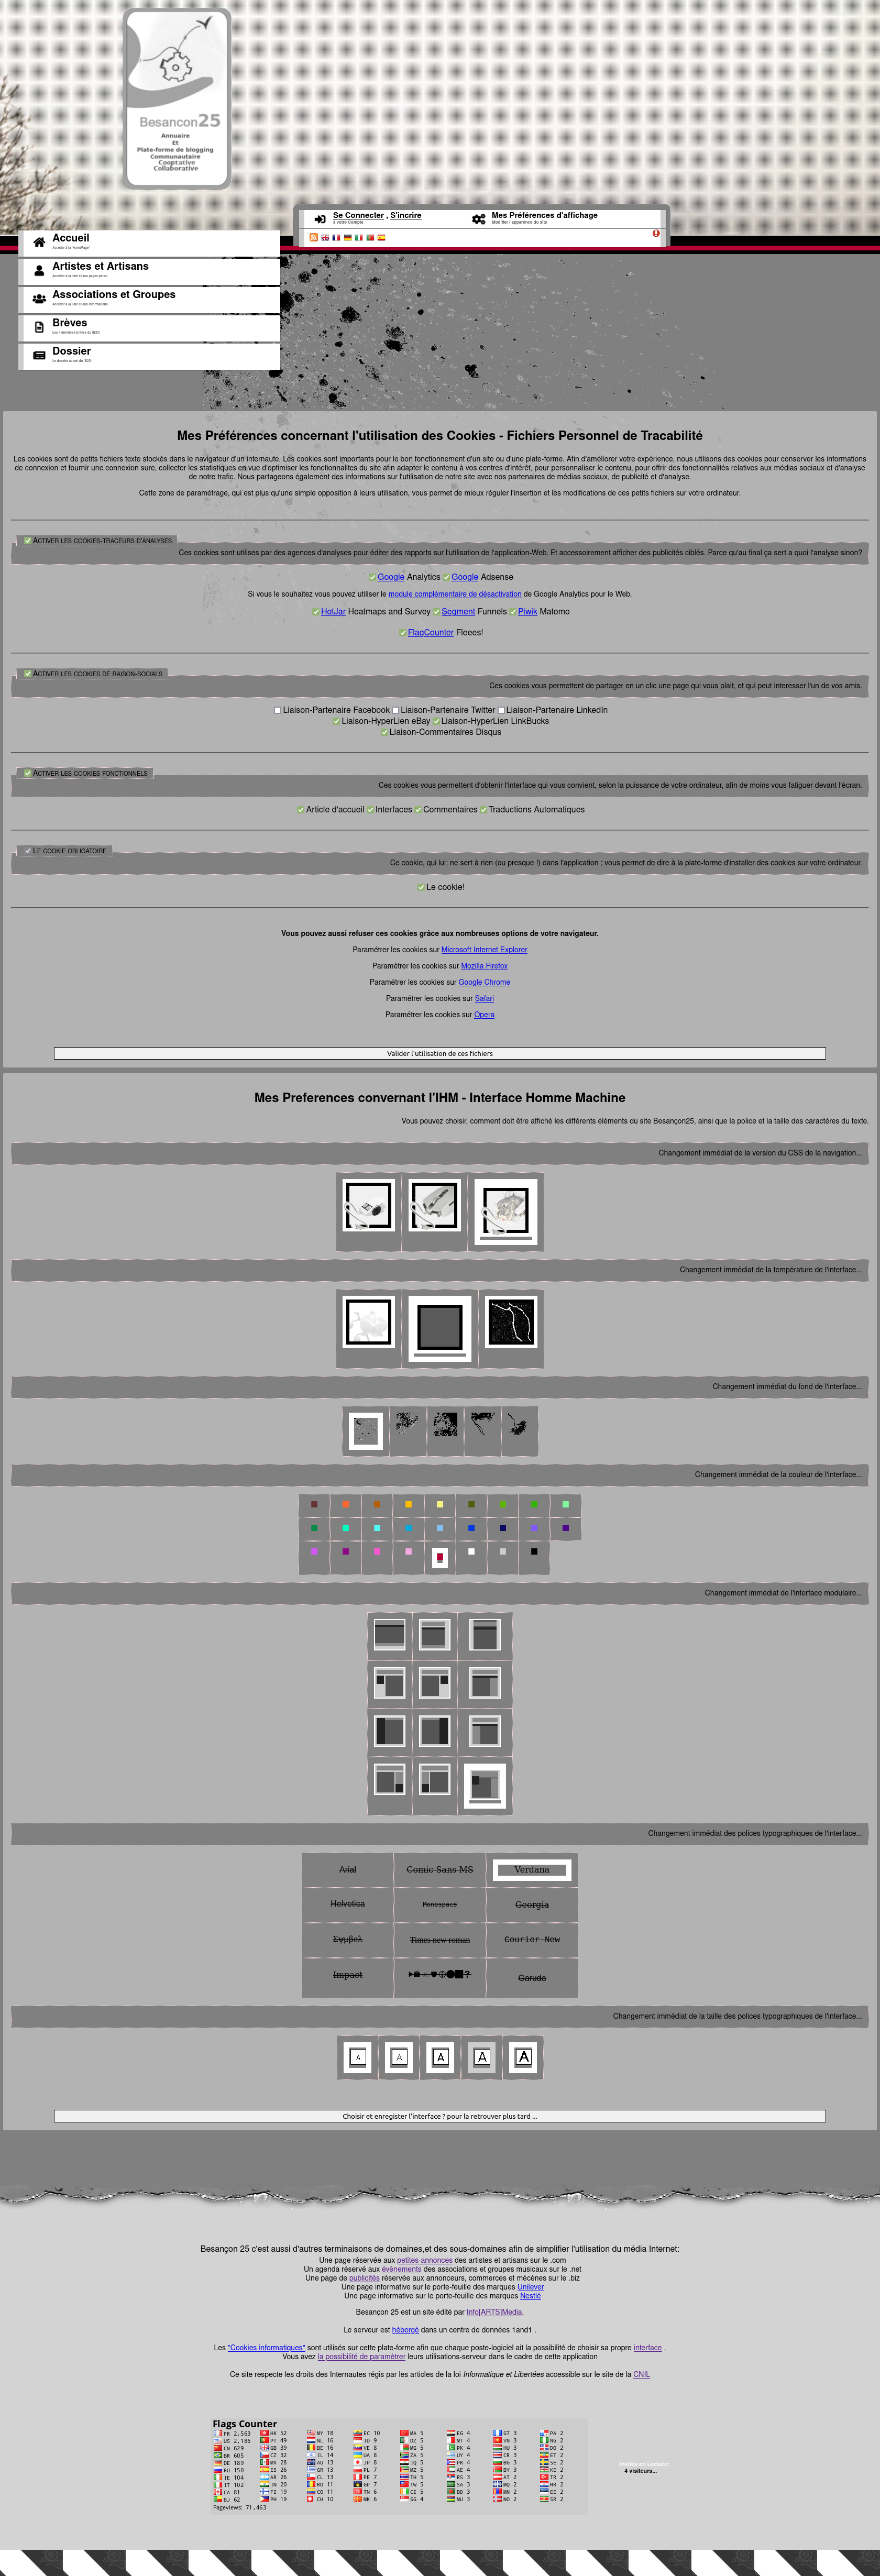 Besancon25
Annuaire
Et
Plate-forme de blogging
Communautaire
Cooptative
Collaborative
Se Connecter , S'incrire
à votre Compte
Mes Préférences d'affichage
Modifier l'apparence du site
Accueil
Artistes et Artisans
Associations et Groupes
Brèves
Dossier
Mes Préférences concernant l'utilisation des Cookies - Fichiers Personnel de Tracabilité
Les cookies sont de petits fichiers texte stockés dans le navigateur d'un internaute. Les cookies sont importants pour le bon fonctionnement d'un site ou d'une plate-forme. Afin d'améliorer votre expérience, nous utilisons des cookies pour conserver les informations
de connexion et fournir une connexion sure, collecter les statistiques en vue d'optimiser les fonctionnalites du site afin adapter le contenu à vos centres d'intérêt, pour personaliser le contenu, pour offrir des fonctionnalités relatives aux médias sociaux et d'analyse
de notre trafic. Nous partageons également des informations sur l'utilisation de notre site avec nos partenaires de médias sociaux, de publicité et d'analyse.
Cette zone de paramétrage, qui est plus qu'une simple opposition à leurs utilisation, vous permet de mieux réguler l'insertion et les modifications de ces petits fichiers sur votre ordinateur.
Activer les cookies-traceurs d'analyses
Ces cookies sont utilises par des agences d'analyses pour éditer des rapports sur l'utilisation de l'application-Web. Et accessoirement afficher des publicités ciblés. Parce qu'au final ça sert a quoi l'analyse sinon?
Google Analytics Google Adsense
Si vous le souhaitez vous pouvez utiliser le module complémentaire de désactivation de Google Analytics pour le Web.
HotJar Heatmaps and Survey Segment Funnels Piwik Matomo
FlagCounter Fleees!
Activer les cookies de raison-socials
Ces cookies vous permettent de partager en un clic une page qui vous plait, et qui peut interesser l'un de vos amis.
Liaison-Partenaire Facebook Liaison-Partenaire Twitter Liaison-Partenaire LinkedIn
Liaison-HyperLien eBay Liaison-HyperLien LinkBucks
Liaison-Commentaires Disqus
Activer les cookies fonctionnels
Ces cookies vous permettent d'obtenir l'interface qui vous convient, selon la puissance de votre ordinateur, afin de moins vous fatiguer devant l'écran.
Article d'accueil Interfaces Commentaires Traductions Automatiques
Le cookie obligatoire
Ce cookie, qui lui: ne sert à rien (ou presque !) dans l'application ; vous permet de dire à la plate-forme d'installer des cookies sur votre ordinateur.
Le cookie!
Vous pouvez aussi refuser ces cookies grâce aux nombreuses options de votre navigateur.
Paramétrer les cookies sur Microsoft Internet Explorer
Paramétrer les cookies sur Mozilla Firefox
Paramétrer les cookies sur Google Chrome
Paramétrer les cookies sur Safari
Paramétrer les cookies sur Opera
Valider l'utilisation de ces fichiers
Mes Preferences convernant l'IHM - Interface Homme Machine
Vous pouvez choisir, comment doit être affiché les différents éléments du site Besançon25, ainsi que la police et la taille des caractères du texte.
Changement immédiat de la version du CSS de la navigation...
Changement immédiat de la température de l'interface...
Changement immédiat du fond de l'interface...
Changement immédiat de la couleur de l'interface...
Changement immédiat de l'interface modulaire...
Changement immédiat des polices typographiques de l'interface...
Arial Comic Sans MS Verdana
Helvetica Monospace Georgia
Σψμβολ Times new roman Courier New
Impact
Garuda
Changement immédiat de la taille des polices typographiques de l'interface...
A A A A A
Choisir et enregister l'interface ? pour la retrouver plus tard ...
Besançon 25 c'est aussi d'autres terminaisons de domaines,et des sous-domaines afin de simplifier l'utilisation du média Internet:
Une page réservée aux petites-annonces des artistes et artisans sur le .com
Un agenda réservé aux évènements des associations et groupes musicaux sur le .net
Une page de publicités réservée aux annonceurs, commerces et mécènes sur le .biz
Une page informative sur le porte-feuille des marques Unilever
Une page informative sur le porte-feuille des marques Nestlé
Besançon 25 est un site édité par Info[ARTS]Media.
Le serveur est hébergé dans un centre de données 1and1 .
Les "Cookies informatiques" sont utilisés sur cette plate-forme afin que chaque poste-logiciel ait la possibilité de choisir sa propre interface .
Vous avez la possibilité de paramétrer leurs utilisations-serveur dans le cadre de cette application
Ce site respecte les droits des Internautes régis par les articles de la loi Informatique et Libertées accessible sur le site de la CNIL
Flags Counter
FR 2,563 HK 52 MY 18 EC 10 MA 5 EG 4 GT 3 PA 2
US 2,186 PT 49 NL 16 ID 9 DZ 5 MT 4 VN 3 NG 2
CN 629 GB 39 BE 16 VE 8 MG 5 PK 4 HU 3 DO 2
BR 605 CZ 32 IL 14 UA 8 ZA 5 UY 4 CR 3 ET 2
DE 189 MX 28 AU 13 JP 8 IQ 5 PR 4 BG 3 SE 2
RU 150 ES 26 GR 13 PL 7 MZ 5 AE 4 BY 3 KE 2
IE 104 AR 26 CL 13 PE 7 TH 5 RS 3 AT 2 TR 2
IT 102 IN 20 RO 11 GP 7 TW 5 SA 3 MQ 2 HR 2
CA 81 FI 19 CO 11 TN 6 CI 5 BD 3 MN 2 EE 2
BJ 62 PH 19 CH 10 MK 6 SG 4 MU 3 NO 2 SR 2
Pageviews: 71,463
4 visiteurs...